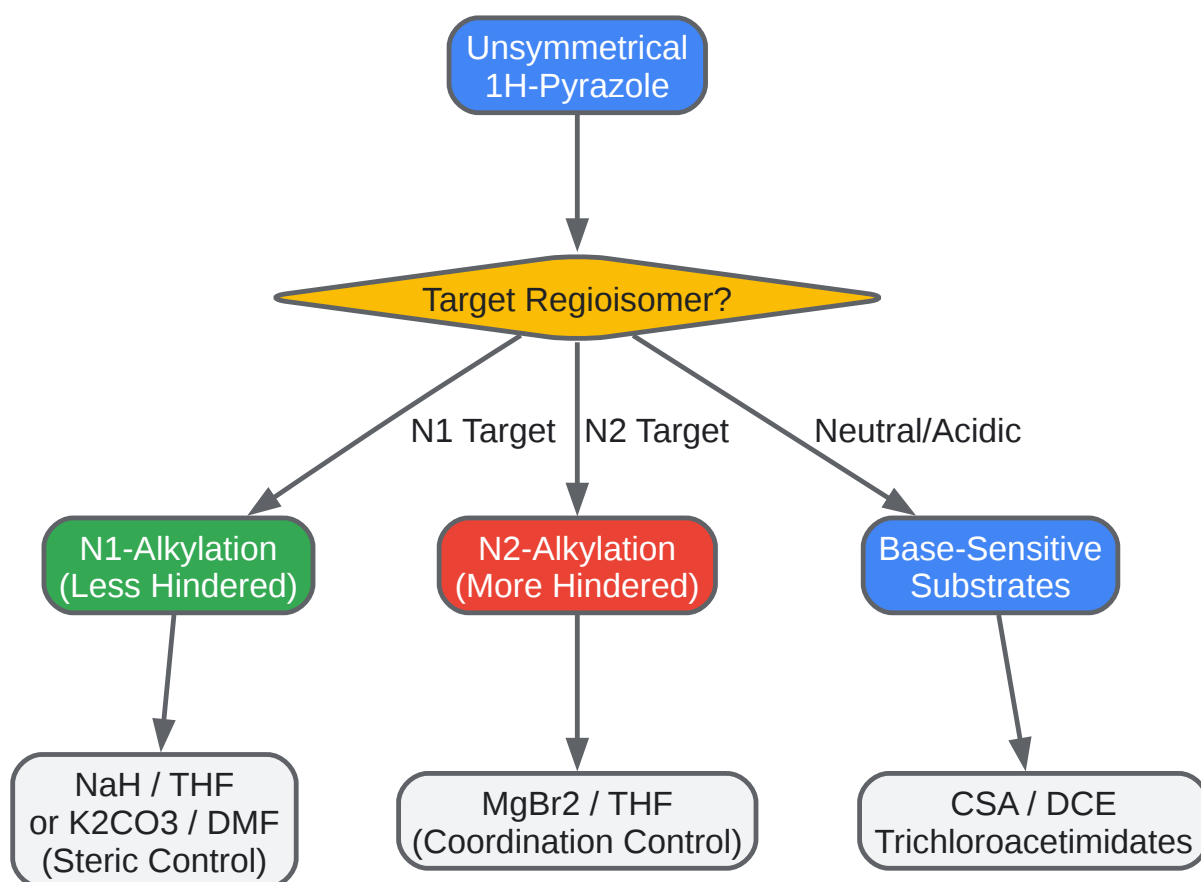 Unsymmetrical
1H-Pyrazole
Target Regioisomer?
N1 Target
N2 Target
Neutral/Acidic
N1-Alkylation
(Less Hindered)
N2-Alkylation
(More Hindered)
Base-Sensitive
Substrates
NaH / THF
or K2CO3 / DMF
(Steric Control)
MgBr2 / THF
(Coordination Control)
CSA / DCE
Trichloroacetimidates